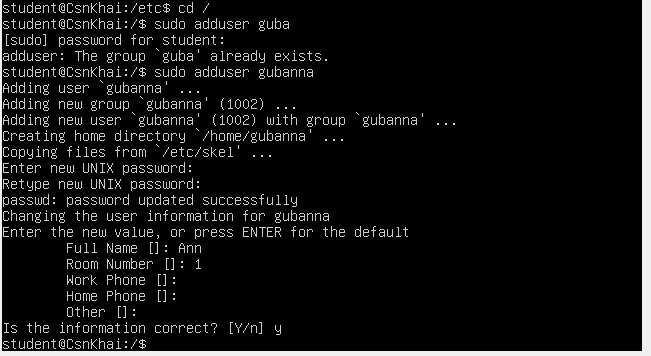 student@CsnKhai:/etc$ cd /
student@CsnKhai:/$ sudo adduser guba
[sudo] password for student:
adduser: The group `guba' already exists.
student@CsnKhai:/$ sudo adduser gubanna
Adding user `gubanna' ...
Adding new group `gubanna' (1002) ...
Adding new user `gubanna' (1002) with group `gubanna' ...
Creating home directory `/home/gubanna' ...
Copying files from `/etc/skel' ...
Enter new UNIX password:
Retype new UNIX password:
passwd: password updated successfully
Changing the user information for gubanna
Enter the new value, or press ENTER for the default
        Full Name []: Ann
        Room Number []: 1
        Work Phone []:
        Home Phone []:
        Other []:
Is the information correct? [Y/n] y
student@CsnKhai:/$